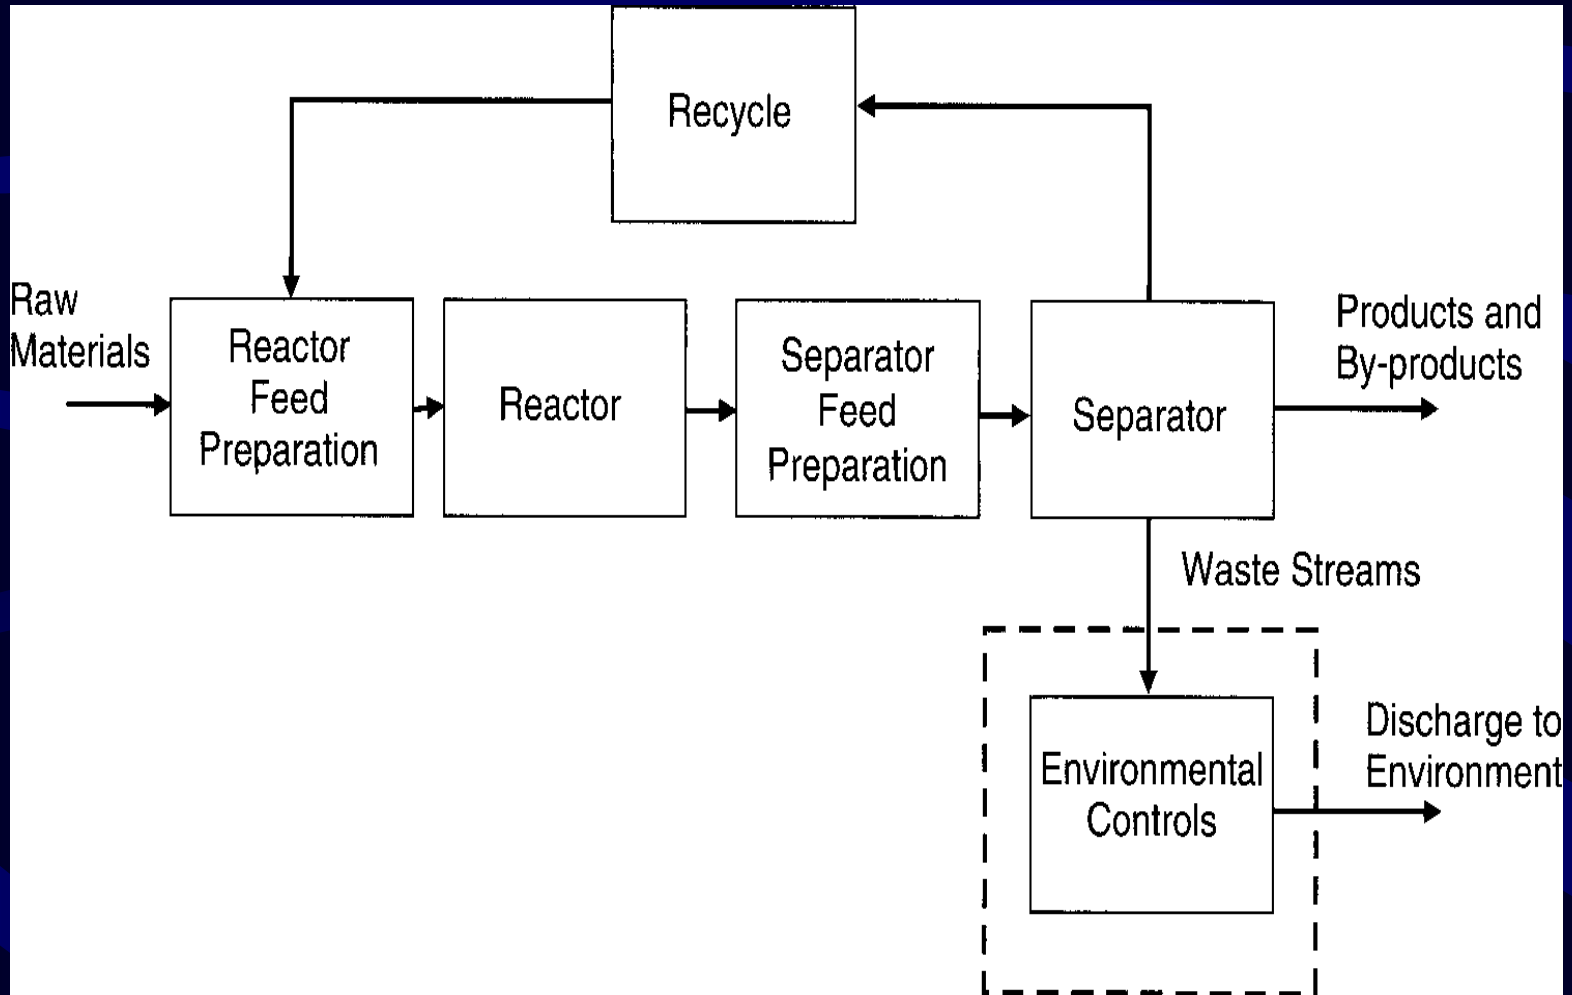 Recycle
Raw
Materials
Reactor
Feed
Preparation
Reactor
Separator
Feed
Preparation
Separator
Products and
By-products
Waste Streams
Environmental
Controls
Discharge to
Environment